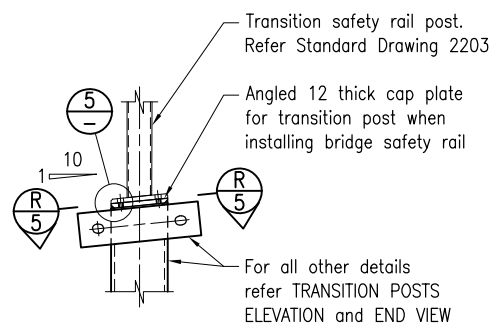 Transition safety rail post.
Refer Standard Drawing 2203
Angled 12 thick cap plate
for transition post when
installing bridge safety rail
5
–
10
1
R
5
R
5
For all other details
refer TRANSITION POSTS
ELEVATION and END VIEW